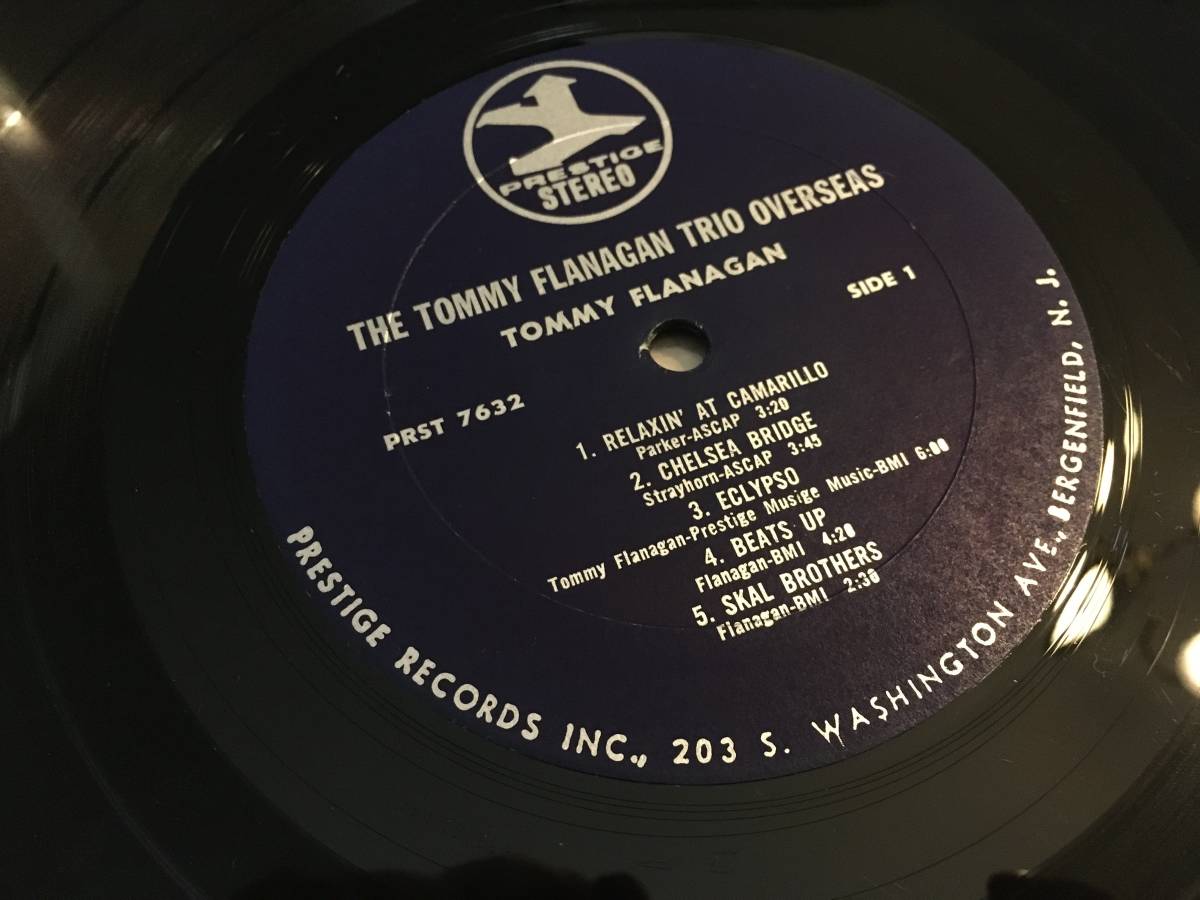 PRESTIGE
STEREO
THE TOMMY FLANAGAN TRIO OVERSEAS
TOMMY FLANAGAN
SIDE 1
PRST 7632
1. RELAXIN' AT CAMARILLO
Parker-ASCAP 3:20
2. CHELSEA BRIDGE
Strayhorn-ASCAP 3:45
3. ECLYPSO
Tommy Flanagan-Prestige Musige Music-BMI 6:00
4. BEATS UP
Flanagan-BMI 4:20
5. SKAL BROTHERS
Flanagan-BMI 2:30
PRESTIGE RECORDS INC., 203 S. WASHINGTON AVE., BERGENFIELD, N. J.